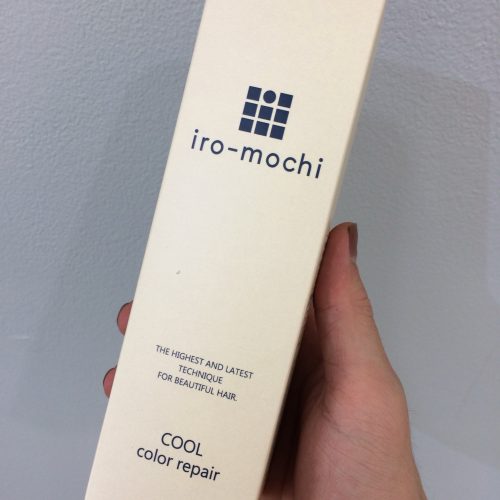 iro-mochi
THE HIGHEST AND LATEST
TECHNIQUE
FOR BEAUTIFUL HAIR.
COOL
color repair